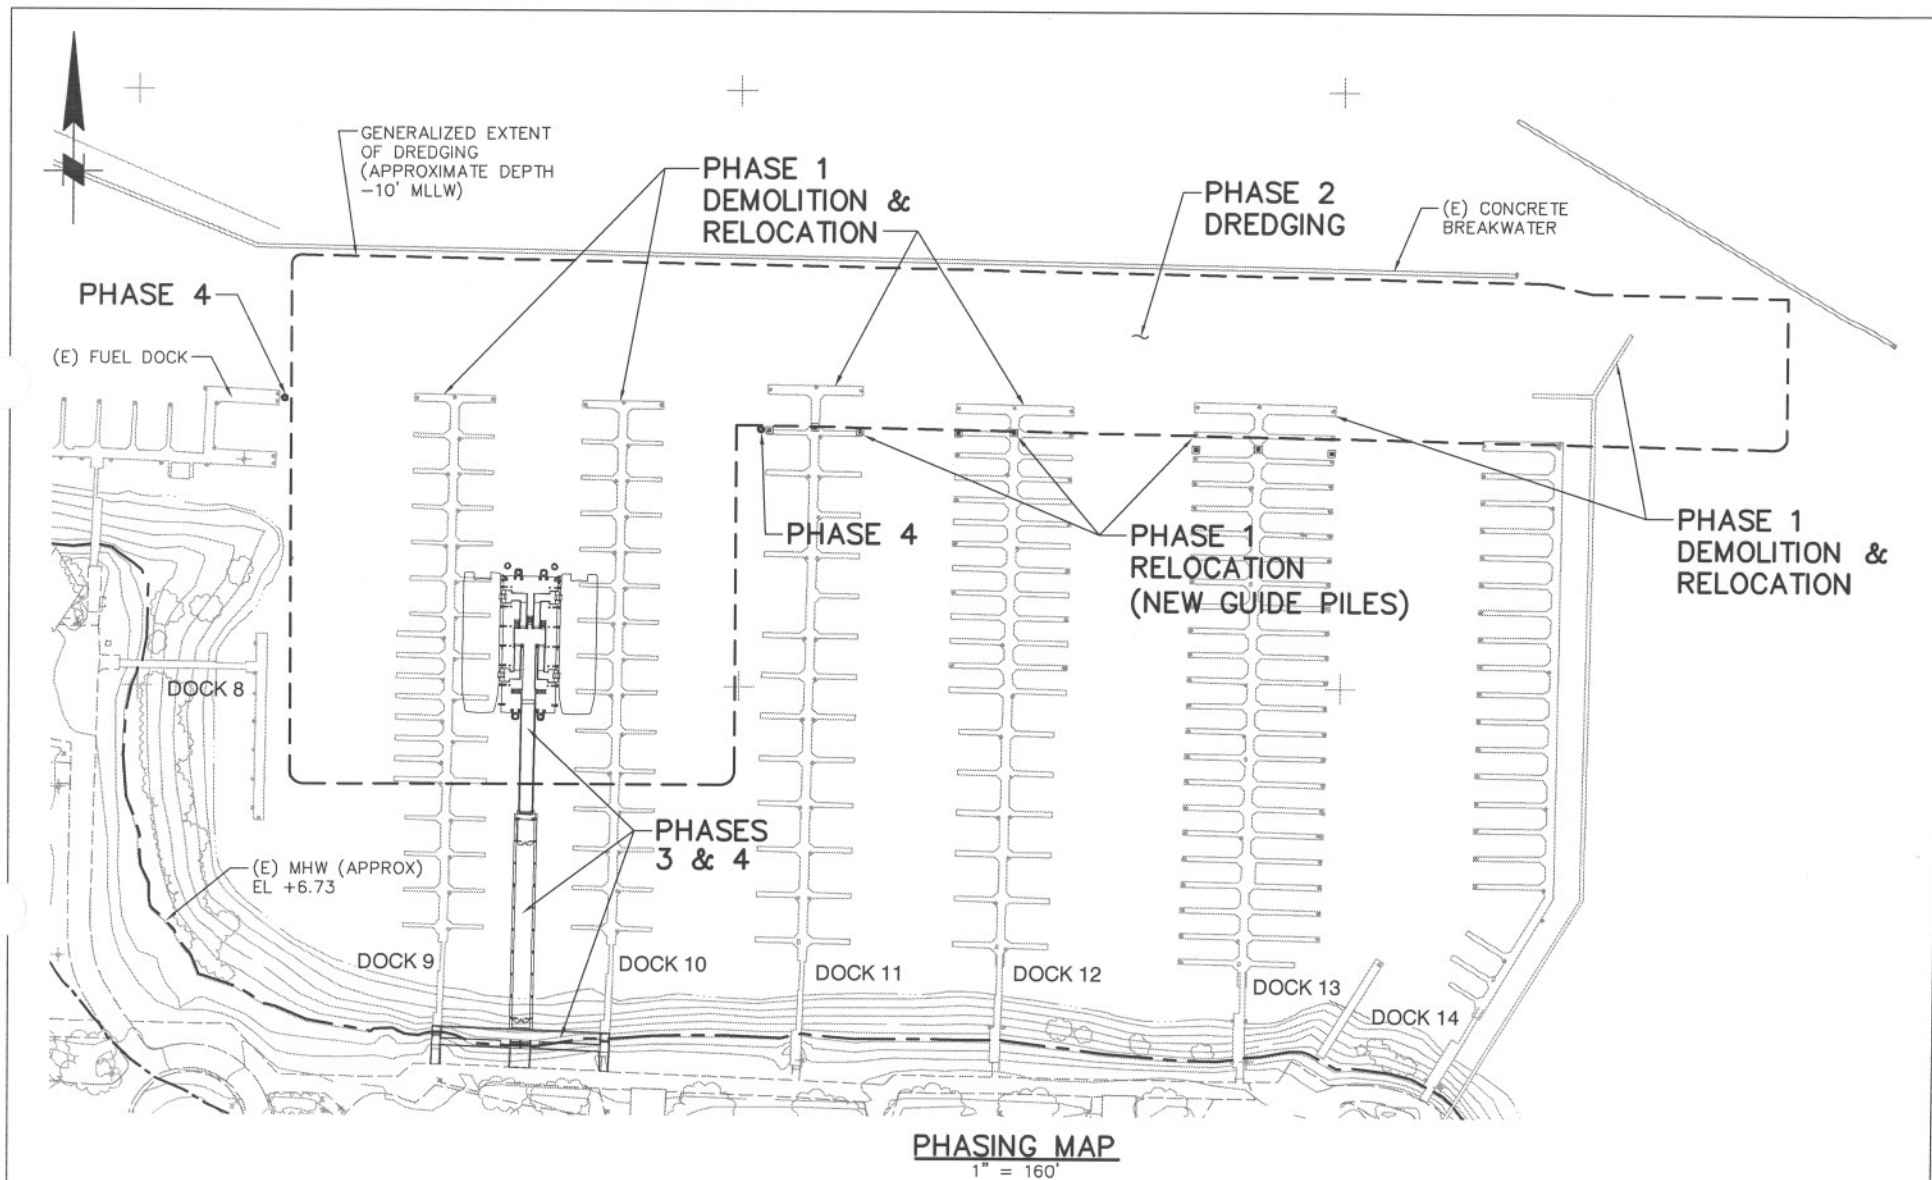 GENERALIZED EXTENT
OF DREDGING
(APPROXIMATE DEPTH
-10' MLLW)
PHASE 1
DEMOLITION &
RELOCATION
PHASE 2
DREDGING
(E) CONCRETE
BREAKWATER
PHASE 4
(E) FUEL DOCK
PHASE 4
PHASE 1
RELOCATION
(NEW GUIDE PILES)
PHASE 1
DEMOLITION &
RELOCATION
DOCK 8
PHASES
3 & 4
(E) MHW (APPROX)
EL +6.73
DOCK 9
DOCK 10
DOCK 11
DOCK 12
DOCK 13
DOCK 14
PHASING MAP
1" = 160'